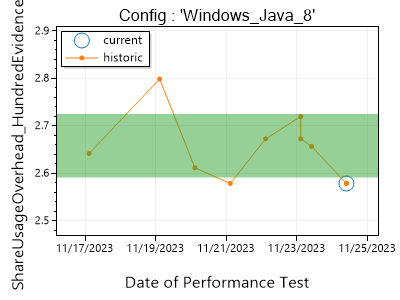 Config : 'Windows_Java_8'
current
historic
2.9
2.8
2.7
2.6
2.5
ShareUsageOverhead_HundredEvidence
11/17/2023 11/19/2023 11/21/2023 11/23/2023 11/25/2023
Date of Performance Test